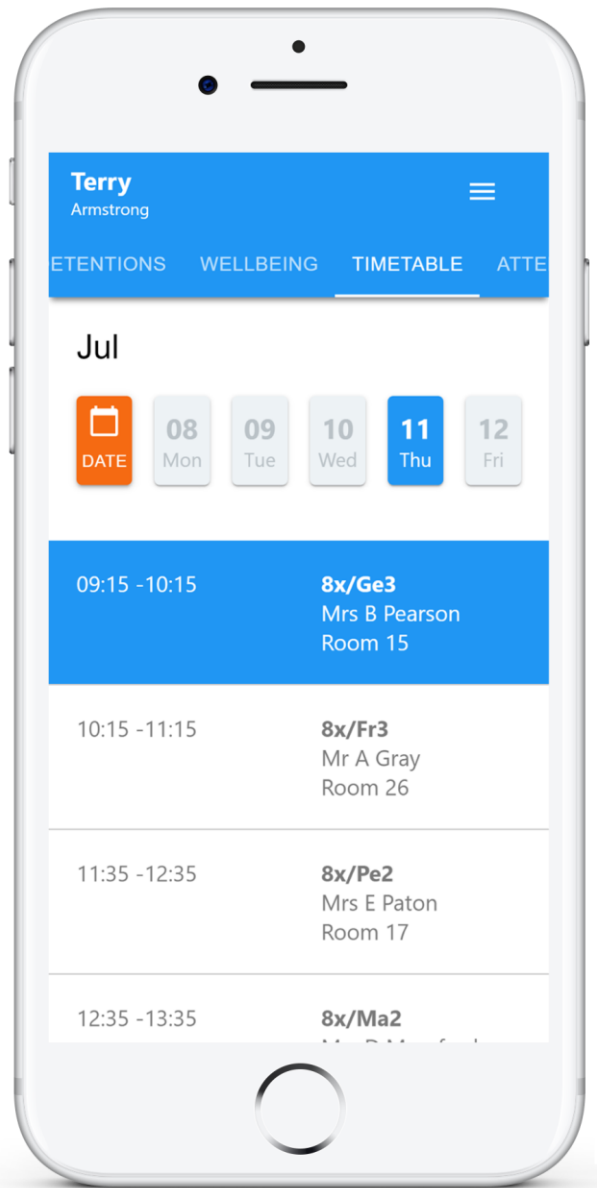 Terry
Armstrong
ETENTIONS WELLBEING TIMETABLE ATTE
Jul
DATE 08 Mon 09 Tue 10 Wed 11 Thu 12 Fri
09:15 -10:15 8x/Ge3
Mrs B Pearson
Room 15
10:15 -11:15 8x/Fr3
Mr A Gray
Room 26
11:35 -12:35 8x/Pe2
Mrs E Paton
Room 17
12:35 -13:35 8x/Ma2